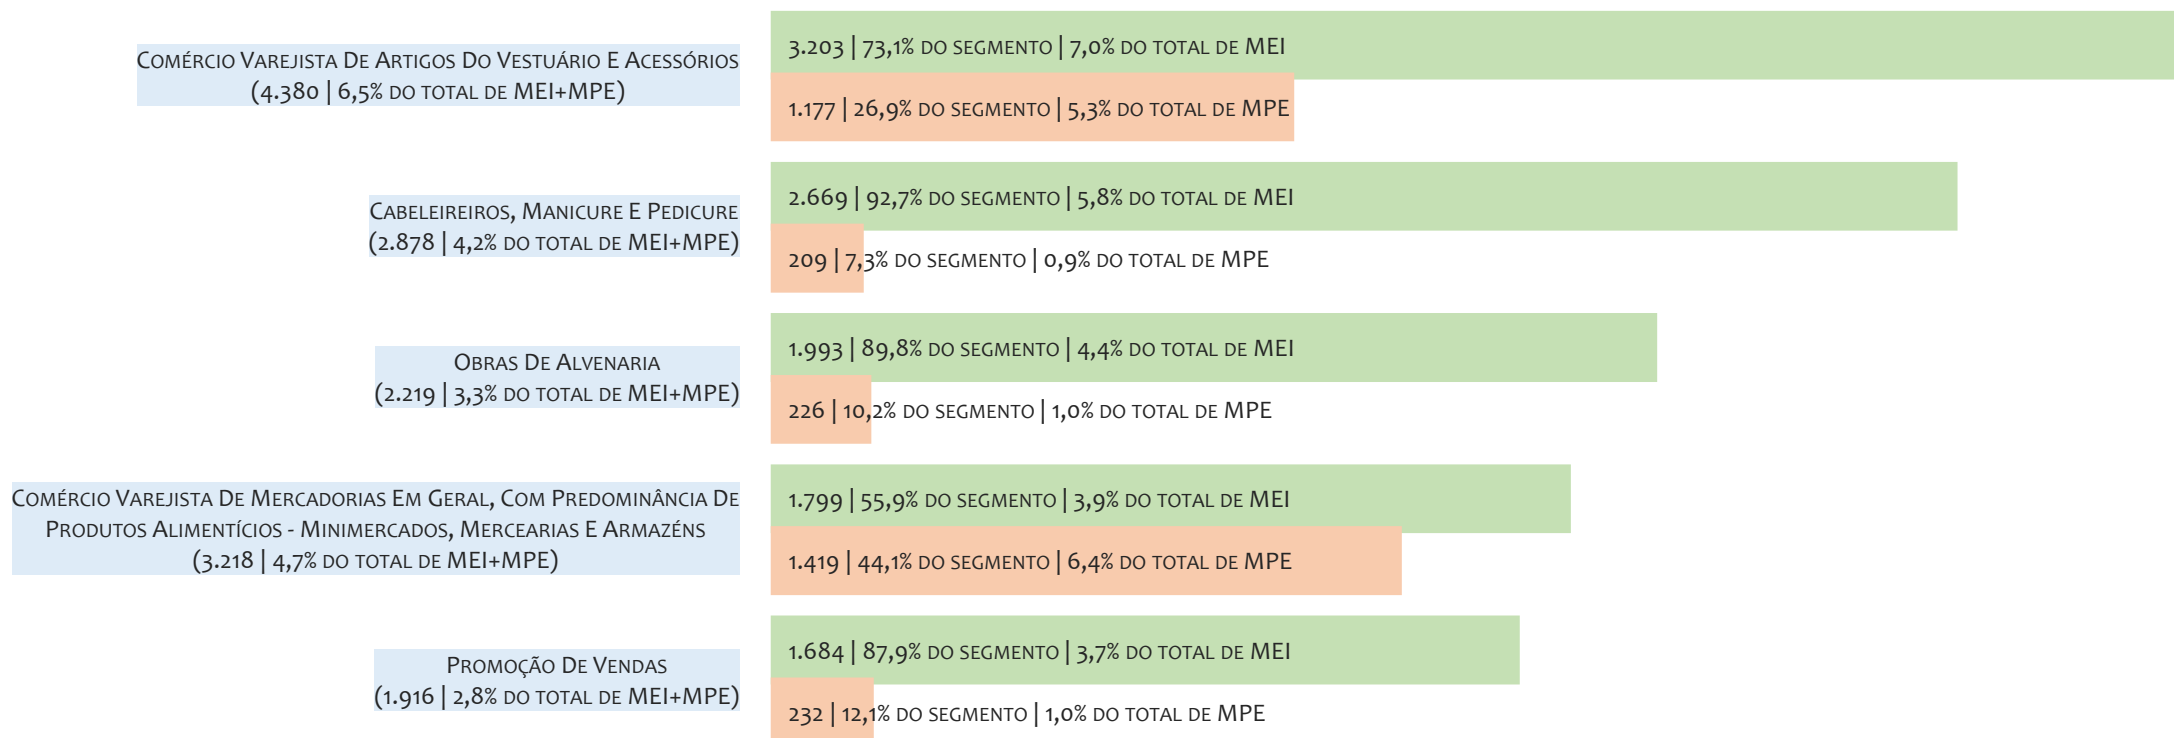 Comércio Varejista De Artigos Do Vestuário E Acessórios
(4.380 | 6,5% do total de MEI+MPE)
3.203 | 73,1% do segmento | 7,0% do total de MEI
1.177 | 26,9% do segmento | 5,3% do total de MPE
Cabeleireiros, Manicure E Pedicure
(2.878 | 4,2% do total de MEI+MPE)
2.669 | 92,7% do segmento | 5,8% do total de MEI
209 | 7,3% do segmento | 0,9% do total de MPE
Obras De Alvenaria
(2.219 | 3,3% do total de MEI+MPE)
1.993 | 89,8% do segmento | 4,4% do total de MEI
226 | 10,2% do segmento | 1,0% do total de MPE
Comércio Varejista De Mercadorias Em Geral, Com Predominância De
Produtos Alimentícios - Minimercados, Mercearias E Armazéns
(3.218 | 4,7% do total de MEI+MPE)
1.799 | 55,9% do segmento | 3,9% do total de MEI
1.419 | 44,1% do segmento | 6,4% do total de MPE
Promoção De Vendas
(1.916 | 2,8% do total de MEI+MPE)
1.684 | 87,9% do segmento | 3,7% do total de MEI
232 | 12,1% do segmento | 1,0% do total de MPE